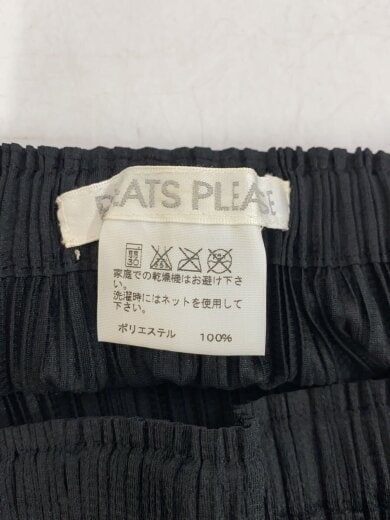 PLEATS PLEASE
家庭での乾燥機はお避け下さ
い。
洗濯時にはネットを使用して
下さい。
ポリエステル 100%